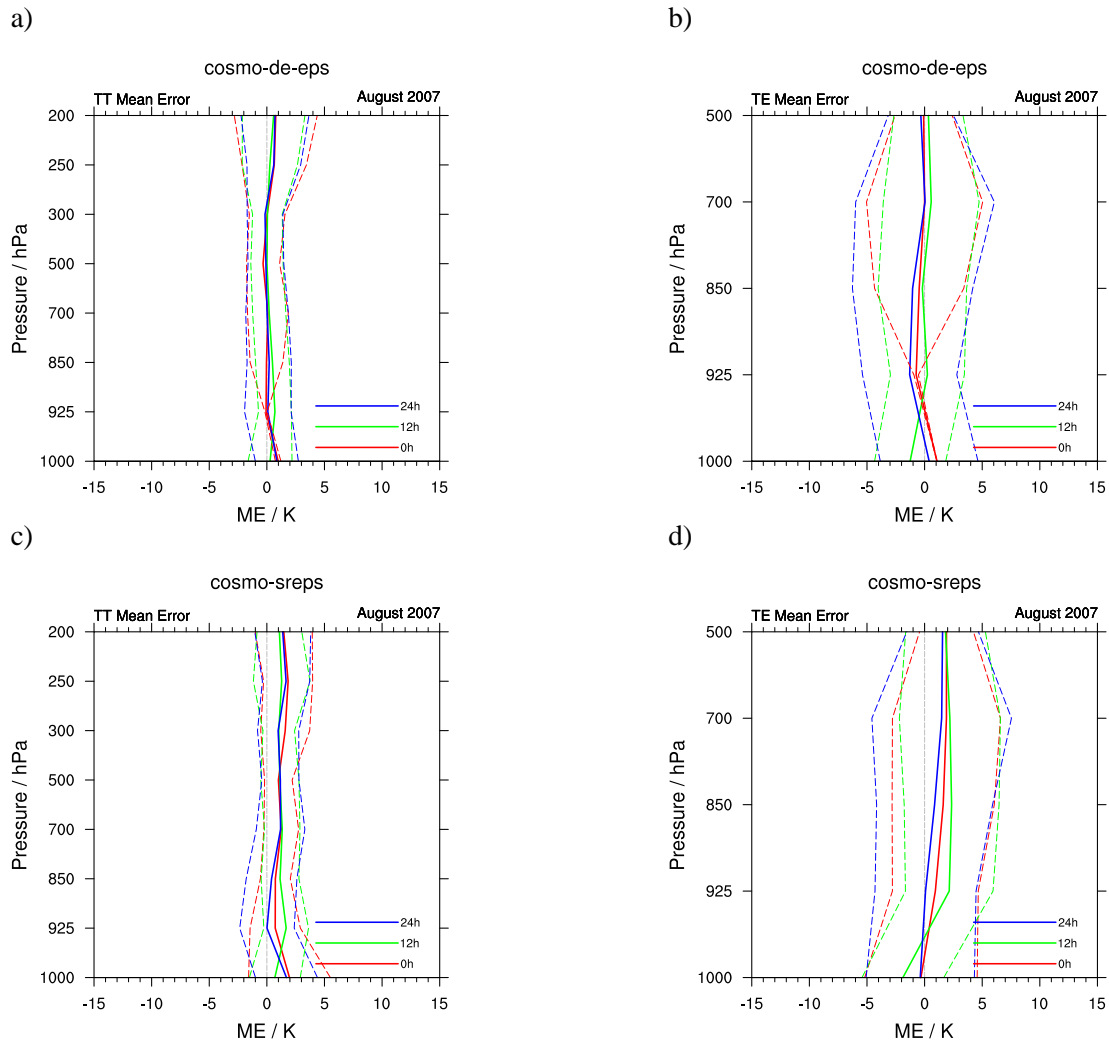 a)
b)
cosmo-de-eps
cosmo-de-eps
TT Mean Error
August 2007
TE Mean Error
August 2007
200
250
300
500
700
850
925
1000
Pressure / hPa
24h
12h
0h
-15
-10
-5
0
5
10
15
ME / K
500
700
850
925
1000
Pressure / hPa
24h
12h
0h
-15
-10
-5
0
5
10
15
ME / K
c)
d)
cosmo-sreps
cosmo-sreps
TT Mean Error
August 2007
TE Mean Error
August 2007
200
250
300
500
700
850
925
1000
Pressure / hPa
24h
12h
0h
-15
-10
-5
0
5
10
15
ME / K
500
700
850
925
1000
Pressure / hPa
24h
12h
0h
-15
-10
-5
0
5
10
15
ME / K